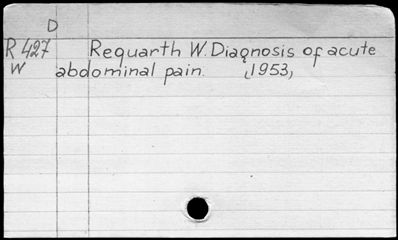 D
R 427 Requarth W. Diagnosis of acute
W abdominal pain. (1953)